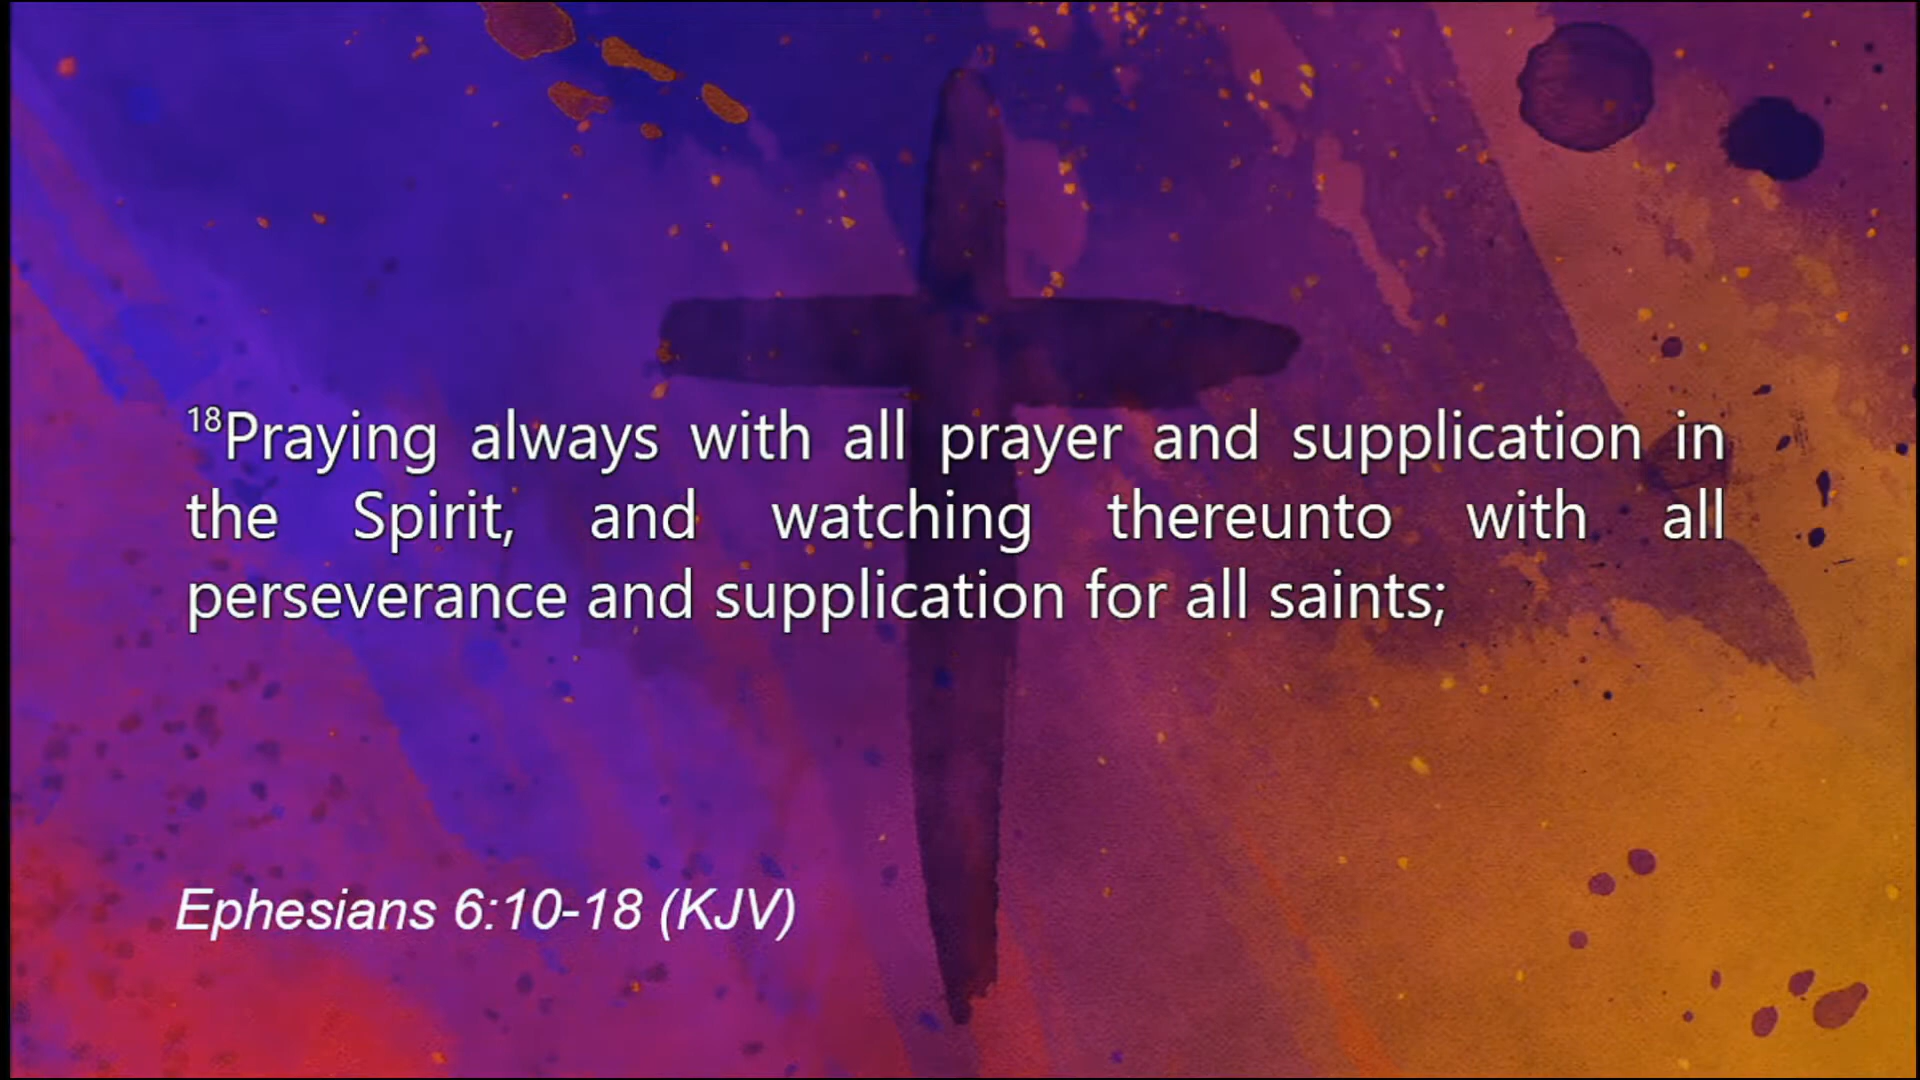 18Praying always with all prayer and supplication in
the Spirit, and watching thereunto with all
perseverance and supplication for all saints;
Ephesians 6:10-18 (KJV)